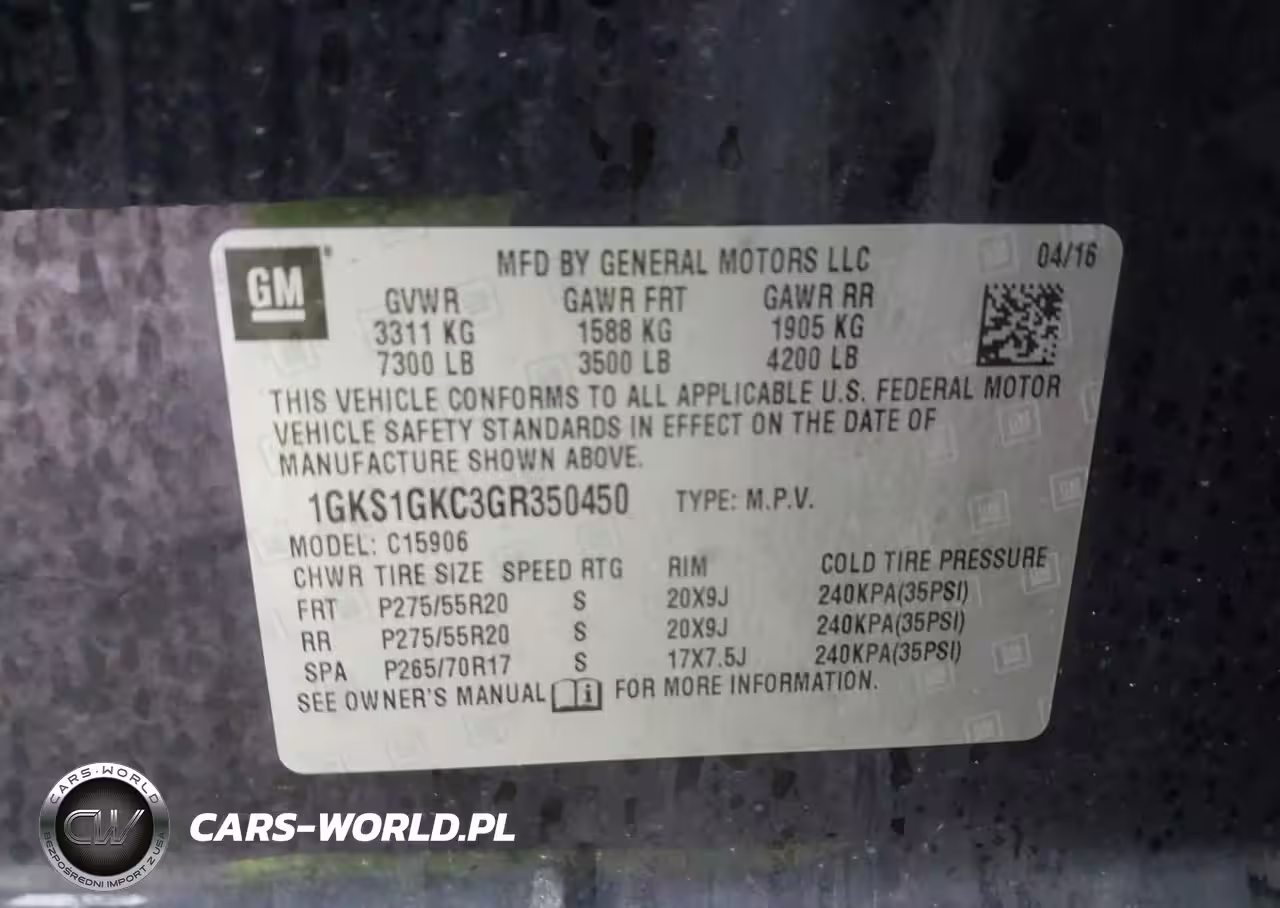 GM®
MFD BY GENERAL MOTORS LLC 04/16
GVWR GAWR FRT GAWR RR
3311 KG 1588 KG 1905 KG
7300 LB 3500 LB 4200 LB
THIS VEHICLE CONFORMS TO ALL APPLICABLE U.S. FEDERAL MOTOR
VEHICLE SAFETY STANDARDS IN EFFECT ON THE DATE OF
MANUFACTURE SHOWN ABOVE.
1GKS1GKC3GR350450 TYPE: M.P.V.
MODEL: C15906
CHWR TIRE SIZE SPEED RTG RIM COLD TIRE PRESSURE
FRT P275/55R20 S 20X9J 240KPA(35PSI)
RR P275/55R20 S 20X9J 240KPA(35PSI)
SPA P265/70R17 S 17X7.5J 240KPA(35PSI)
SEE OWNER'S MANUAL i FOR MORE INFORMATION.
CARS-WORLD
CW
BEZPOŚREDNI IMPORT Z USA
CARS-WORLD.PL